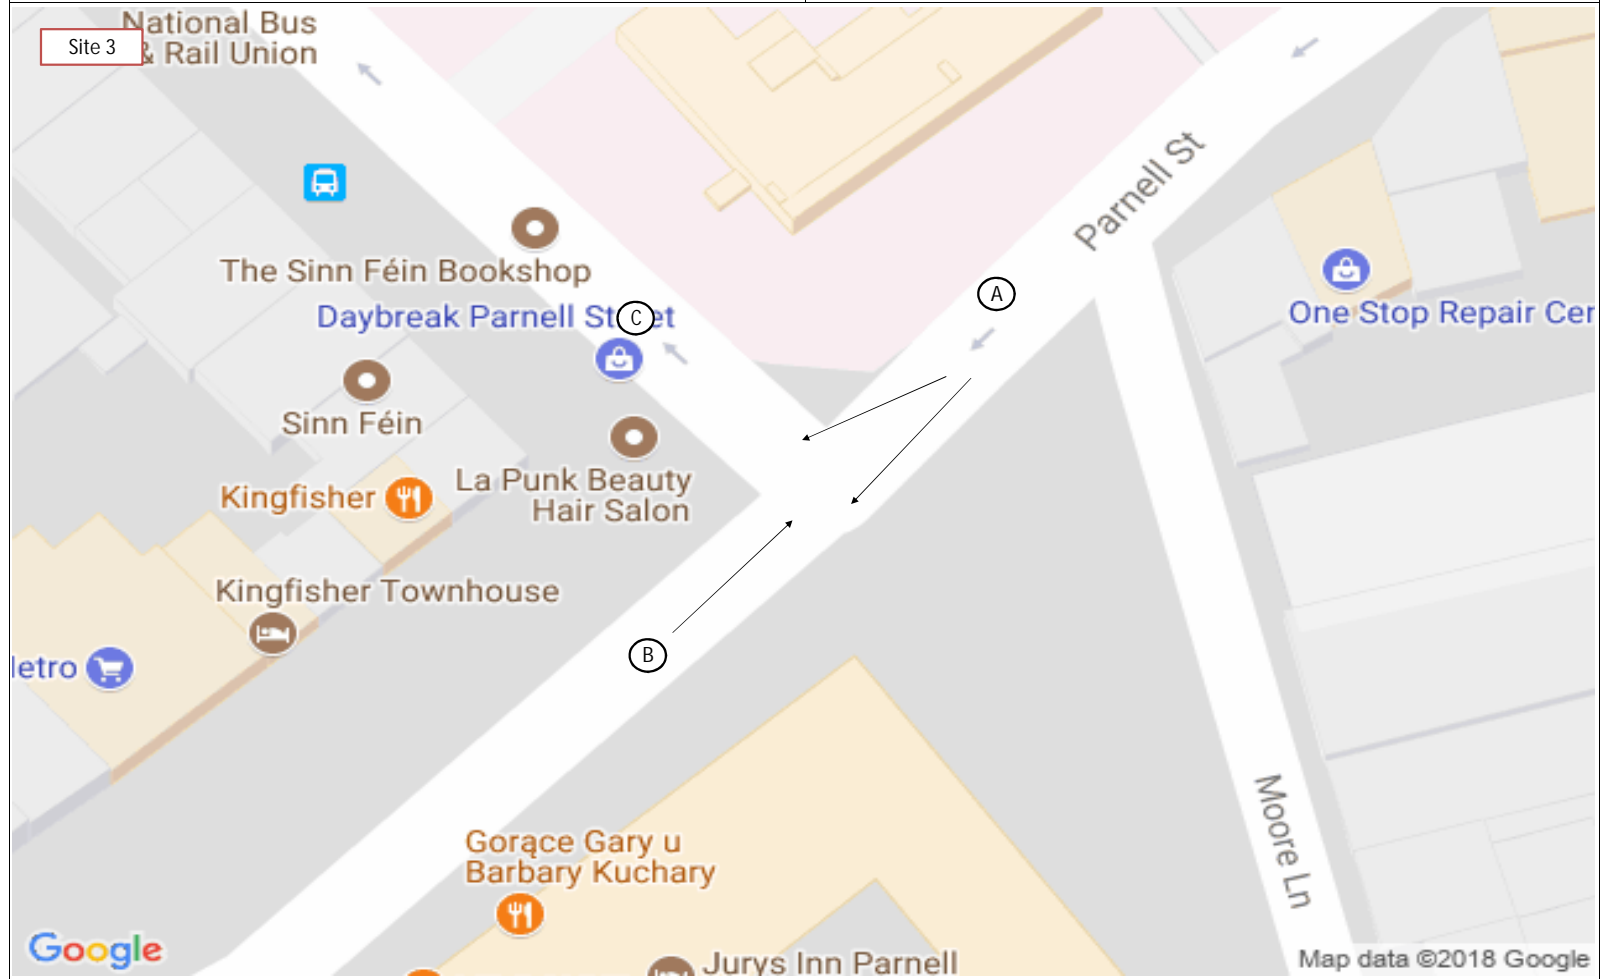 National Bus
& Rail Union
Site 3
Parnell St
The Sinn Féin Bookshop
Daybreak Parnell St
C
A
One Stop Repair Cer
Sinn Féin
Kingfisher
La Punk Beauty
Hair Salon
Kingfisher Townhouse
B
letro
Moore Ln
Gorące Gary u
Barbary Kuchary
Google
Jurys Inn Parnell
Map data ©2018 Google